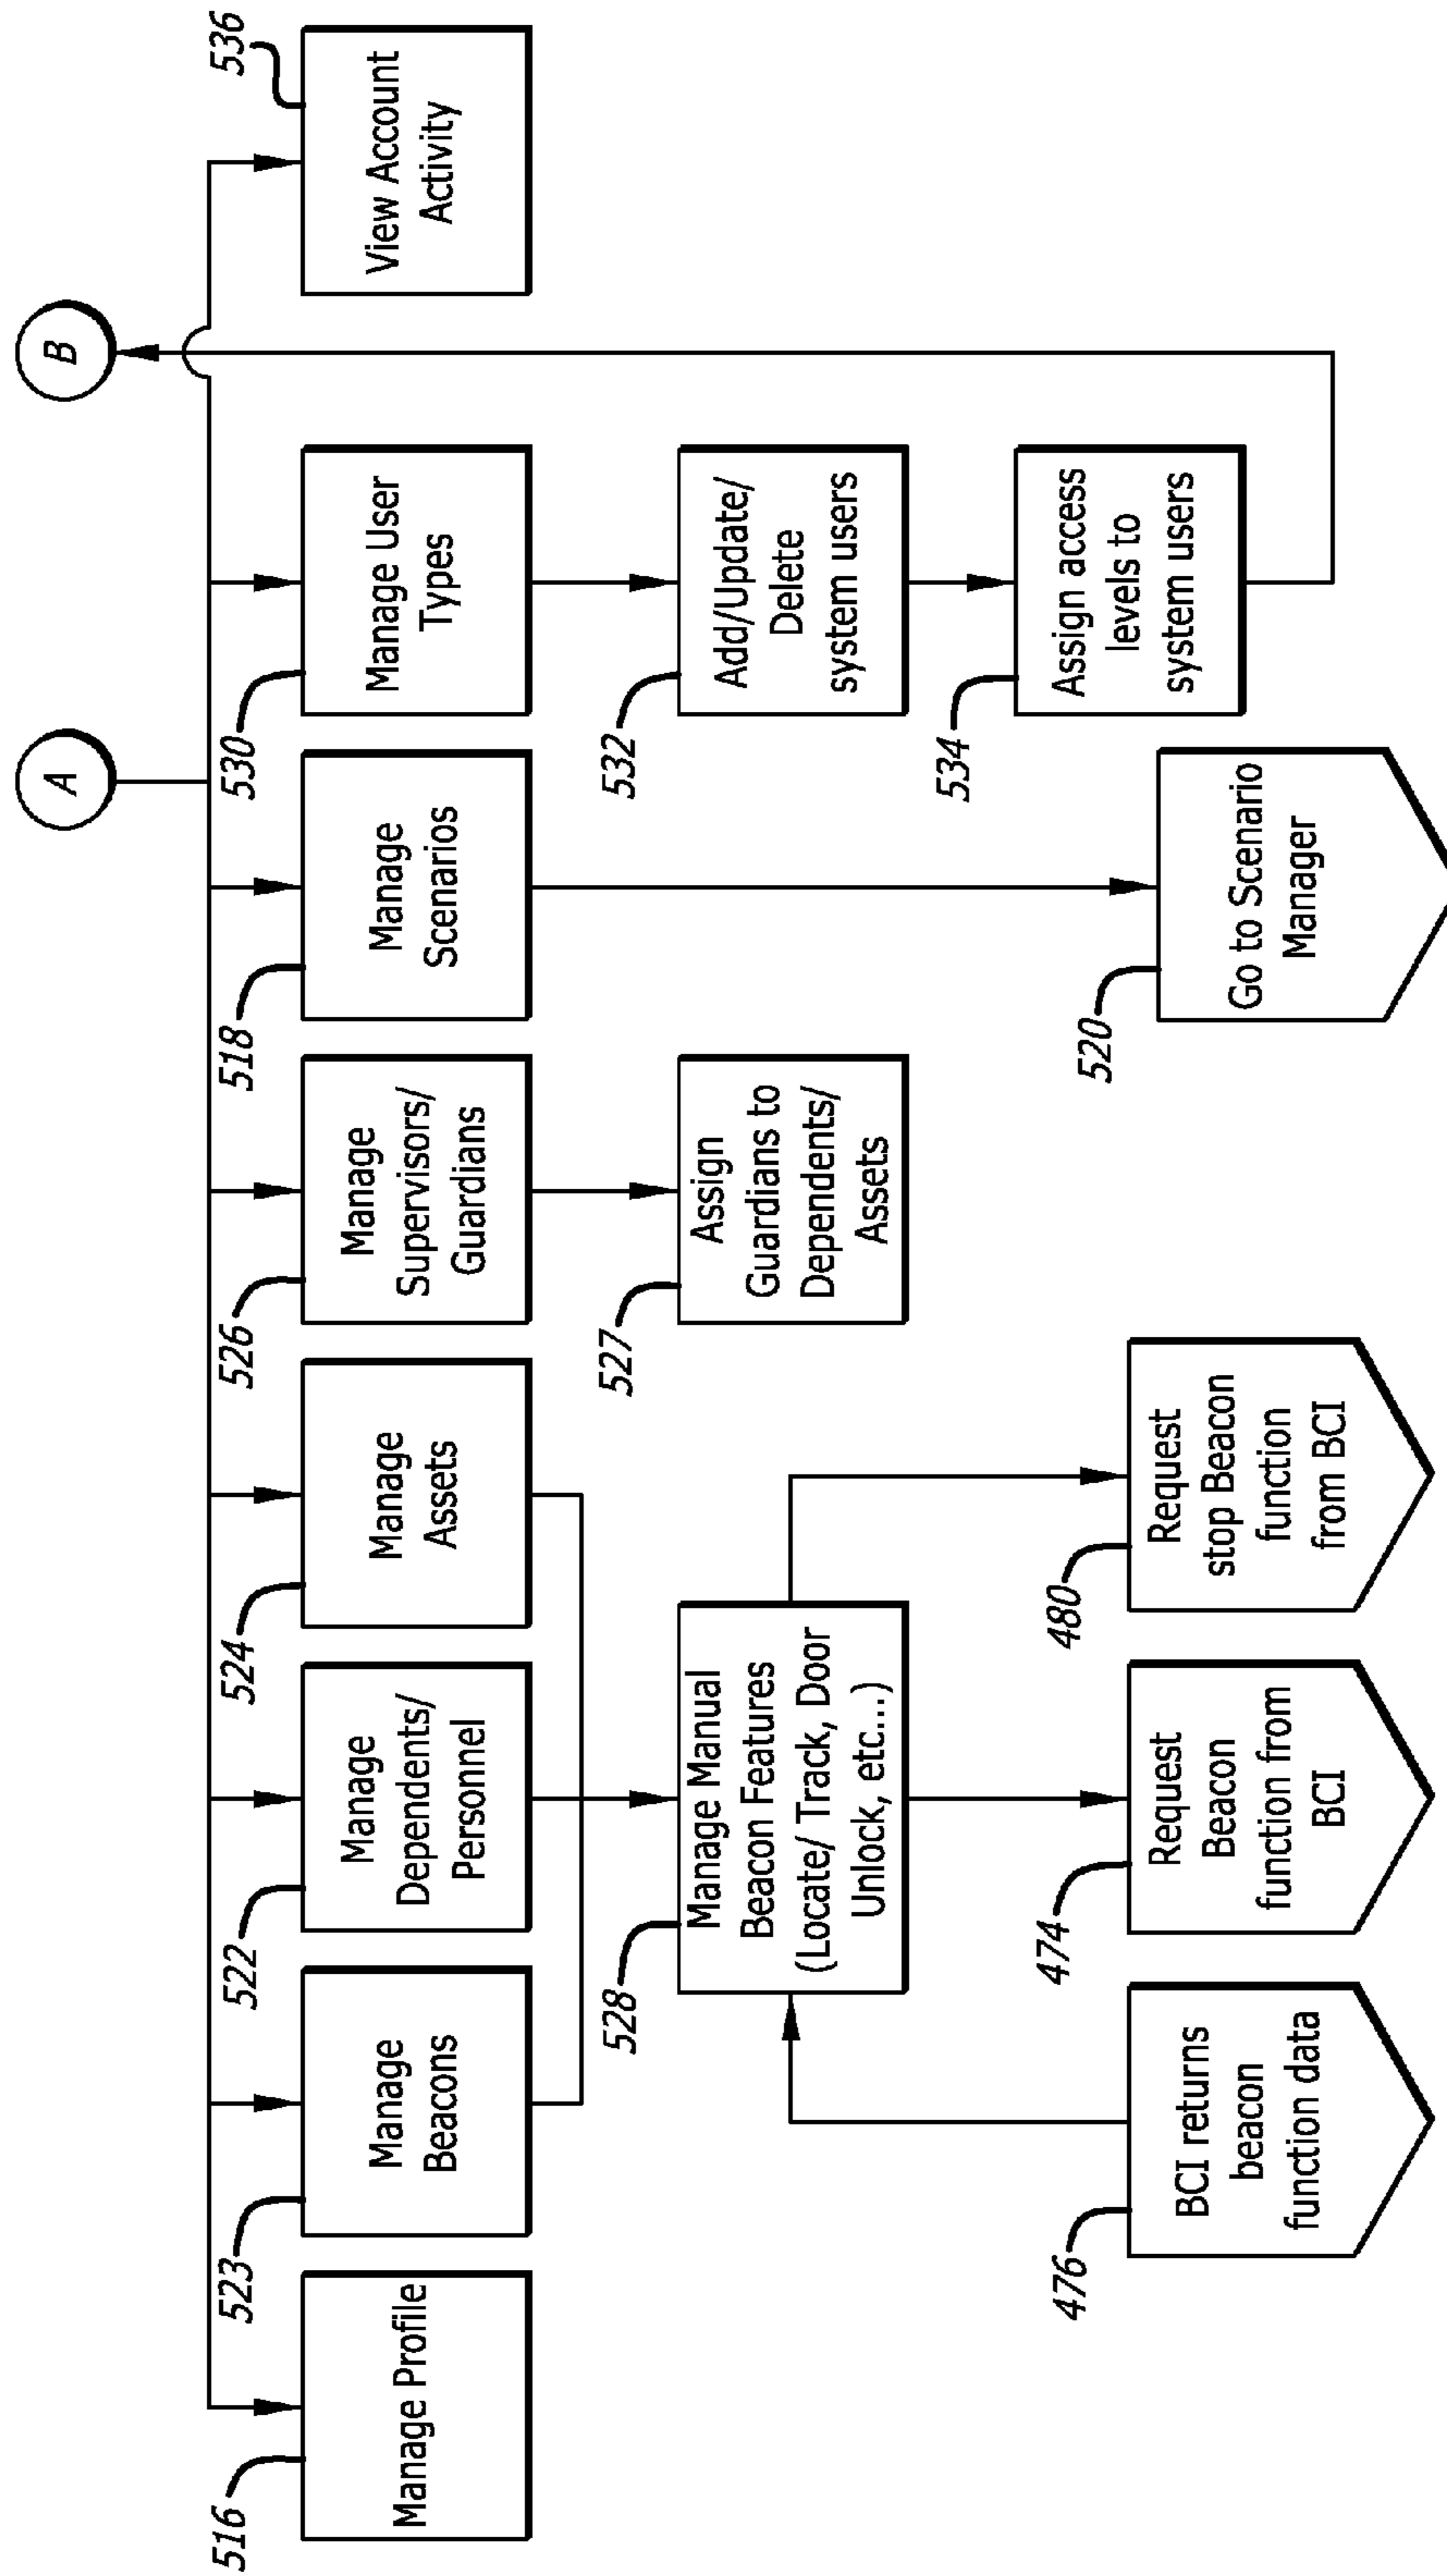 A
B
516
Manage Profile
523
Manage
Beacons
522
Manage
Dependents/
Personnel
524
Manage
Assets
526
Manage
Supervisors/
Guardians
518
Manage
Scenarios
530
Manage User
Types
536
View Account
Activity
528
Manage Manual
Beacon Features
(Locate/ Track, Door
Unlock, etc...)
527
Assign
Guardians to
Dependents/
Assets
532
Add/Update/
Delete
system users
534
Assign access
levels to
system users
476
BCI returns
beacon
function data
474
Request
Beacon
function from
BCI
480
Request
stop Beacon
function
from BCI
520
Go to Scenario
Manager